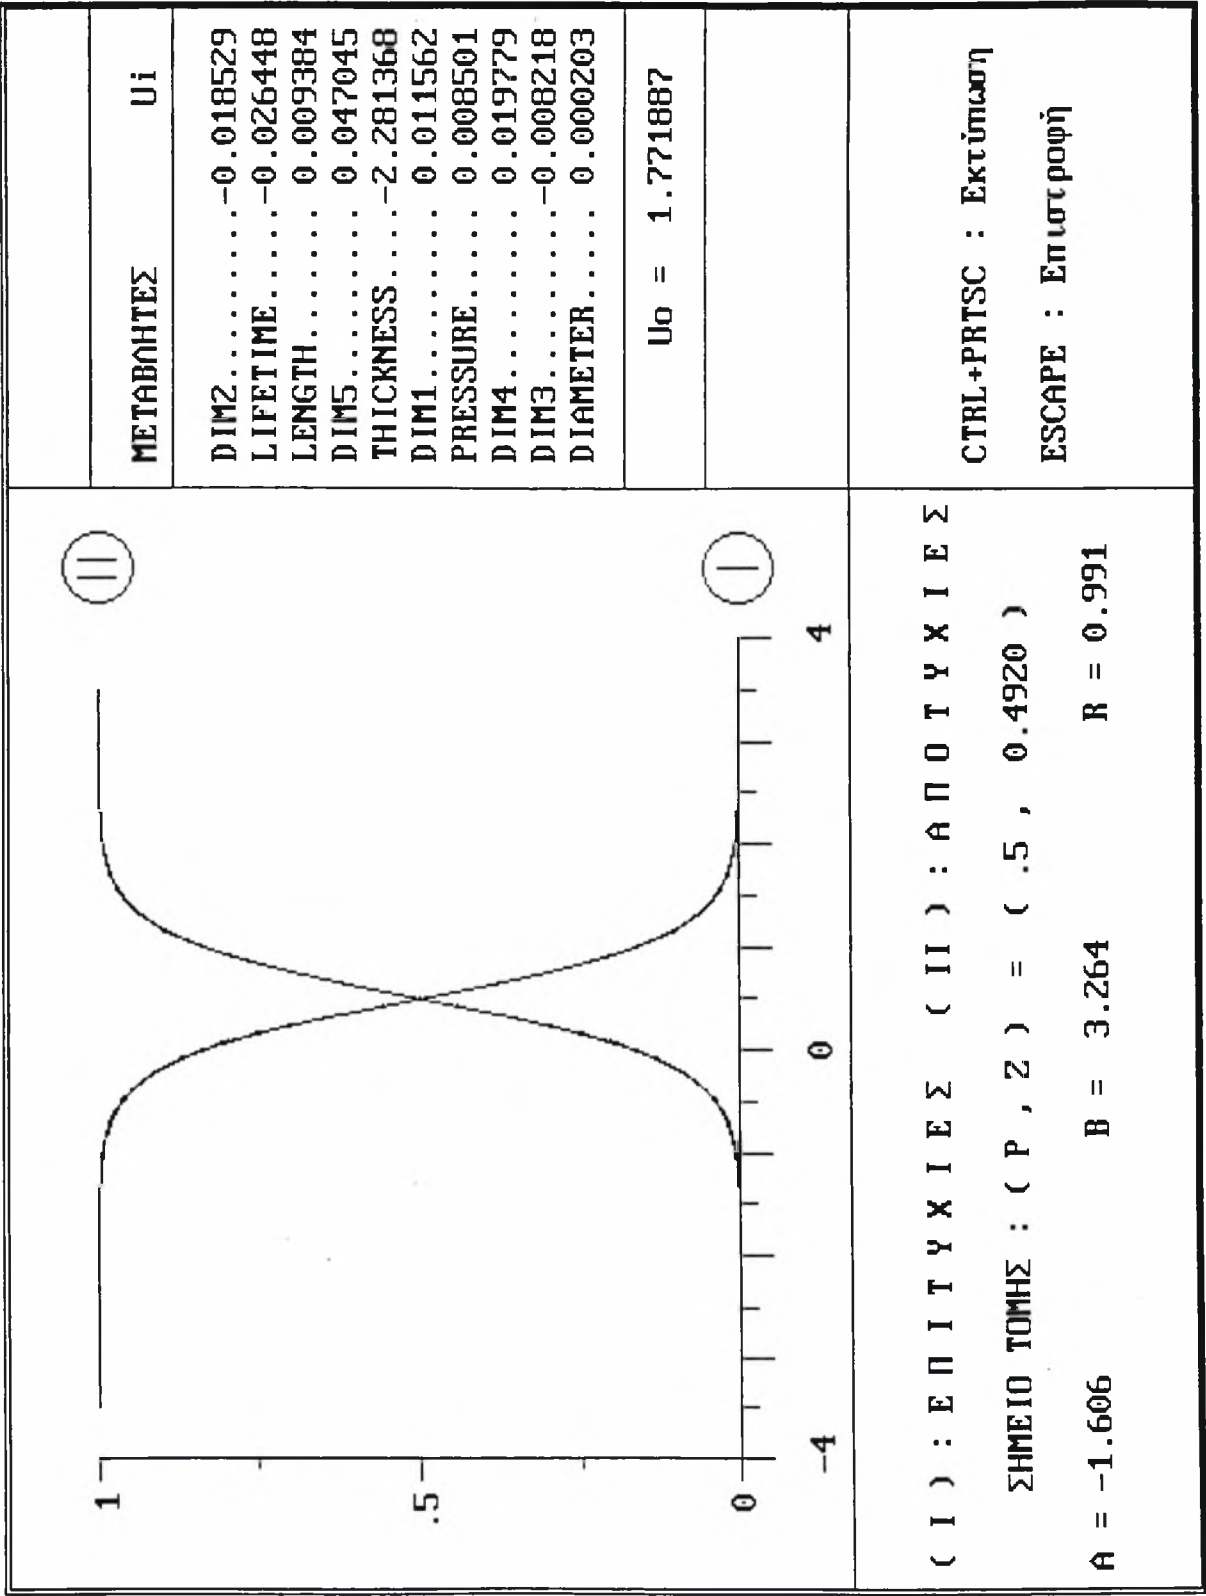 1
.5
0
-4
0
4
II
I
ΜΕΤΑΒΛΗΤΕΣ Ui
DIM2..........-0.018529
LIFETIME....-0.026448
LENGTH....... 0.009384
DIM5.......... 0.047045
THICKNESS....-2.281368
DIM1.......... 0.011562
PRESSURE..... 0.008501
DIM4.......... 0.019779
DIM3..........-0.008218
DIAMETER..... 0.000203
Uo = 1.771887
( I ) : Ε Π Ι Τ Υ Χ Ι Ε Σ ( II ) : Α Π Ο Τ Υ Χ Ι Ε Σ
ΣΗΜΕΙΟ ΤΟΜΗΣ : ( P , Z ) = ( .5 , 0.4920 )
A = -1.606 B = 3.264 R = 0.991
CTRL+PRTSC : Εκτύπωση
ESCAPE : Επιστροφή